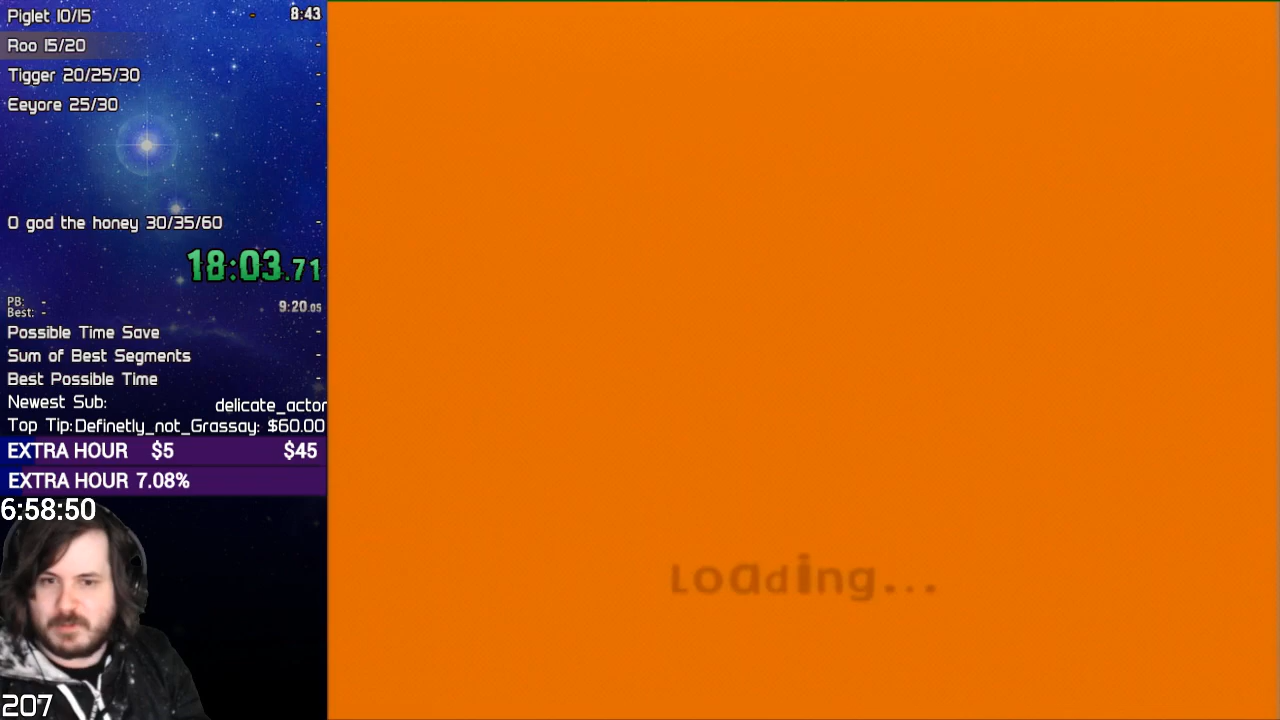 Piglet 10/15 - 8:43
Roo 15/20 -
Tigger 20/25/30 -
Eeyore 25/30 -
O god the honey 30/35/60 -
18:03.71
PB: - 9:20.05
Best: -
Possible Time Save -
Sum of Best Segments -
Best Possible Time -
Newest Sub: delicate_actor
Top Tip:Definetly_not_Grassay: $60.00
EXTRA HOUR $5 $45
EXTRA HOUR 7.08%
6:58:50
207
Loading...